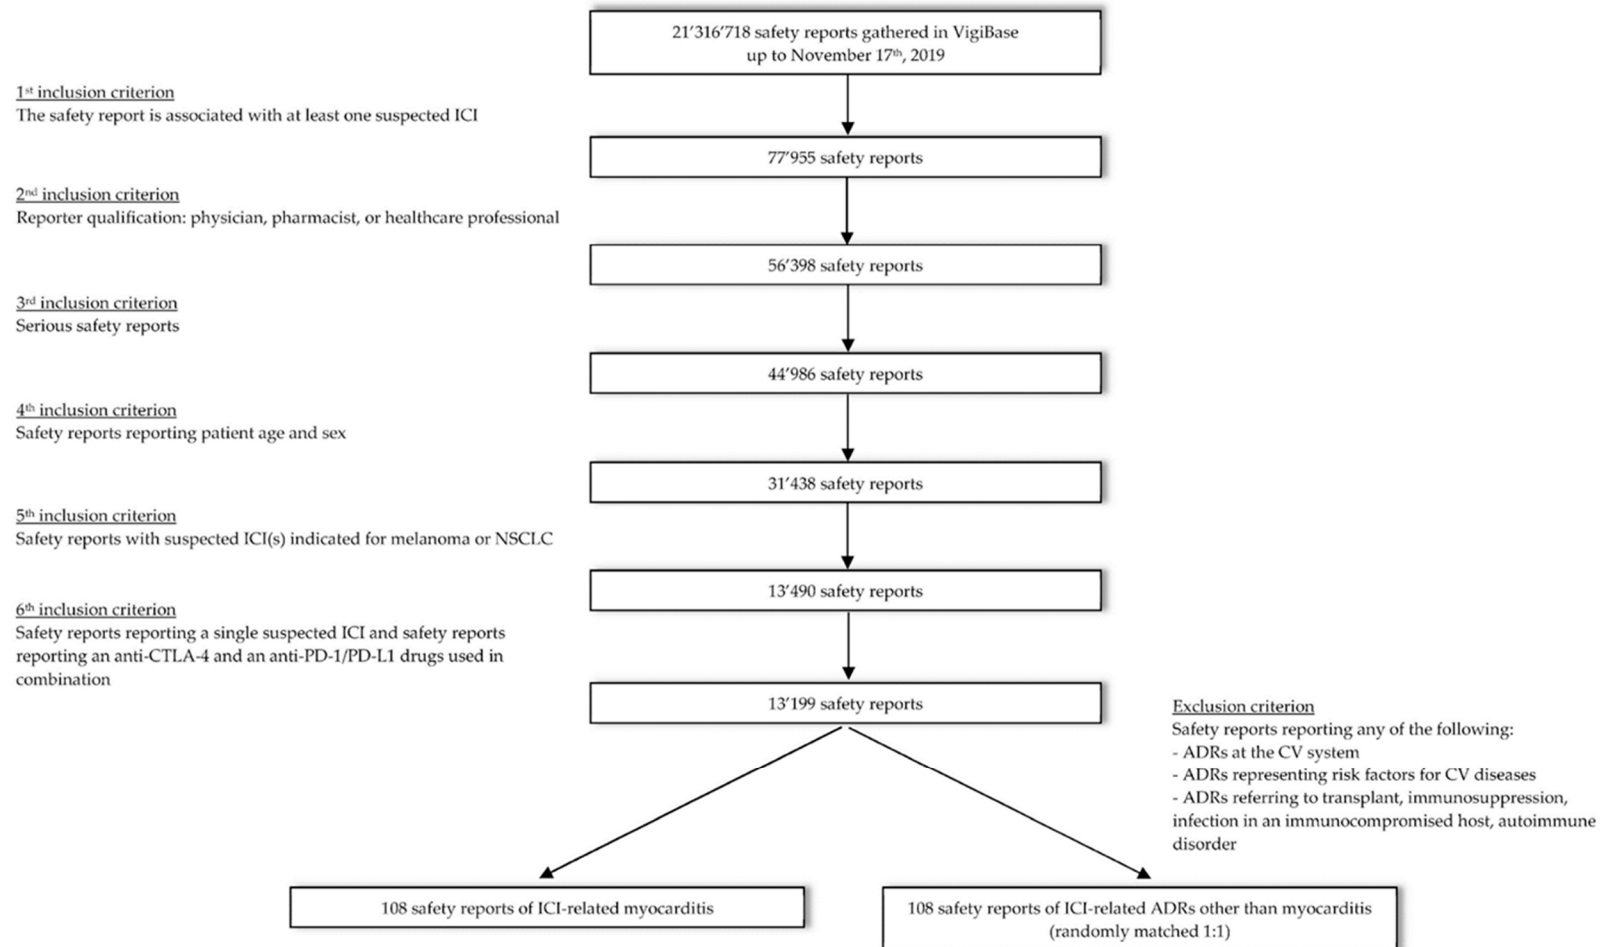 21’316’718 safety reports gathered in VigiBase
up to November 17th, 2019
1st inclusion criterion
The safety report is associated with at least one suspected ICI
77’955 safety reports
2nd inclusion criterion
Reporter qualification: physician, pharmacist, or healthcare professional
56’398 safety reports
3rd inclusion criterion
Serious safety reports
44’986 safety reports
4th inclusion criterion
Safety reports reporting patient age and sex
31’438 safety reports
5th inclusion criterion
Safety reports with suspected ICI(s) indicated for melanoma or NSCLC
13’490 safety reports
6th inclusion criterion
Safety reports reporting a single suspected ICI and safety reports
reporting an anti-CTLA-4 and an anti-PD-1/PD-L1 drugs used in
combination
13’199 safety reports
Exclusion criterion
Safety reports reporting any of the following:
- ADRs at the CV system
- ADRs representing risk factors for CV diseases
- ADRs referring to transplant, immunosuppression,
infection in an immunocompromised host, autoimmune
disorder
108 safety reports of ICI-related myocarditis
108 safety reports of ICI-related ADRs other than myocarditis
(randomly matched 1:1)